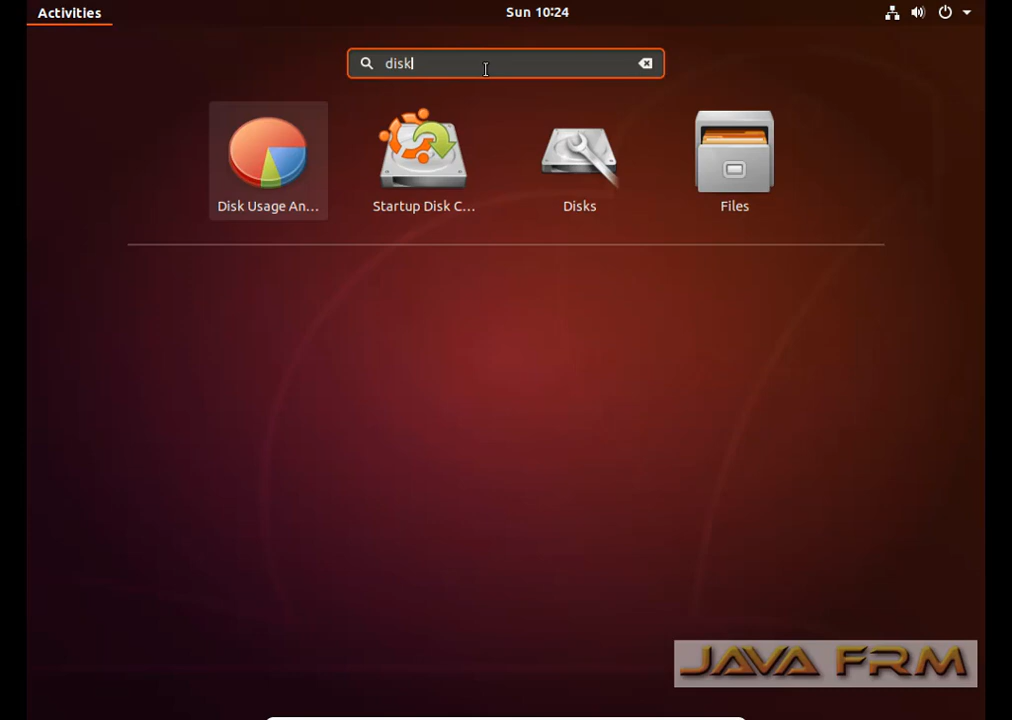 Activities
Sun 10:24
disk
Disk Usage An...
Startup Disk C...
Disks
Files
JAVA FRM